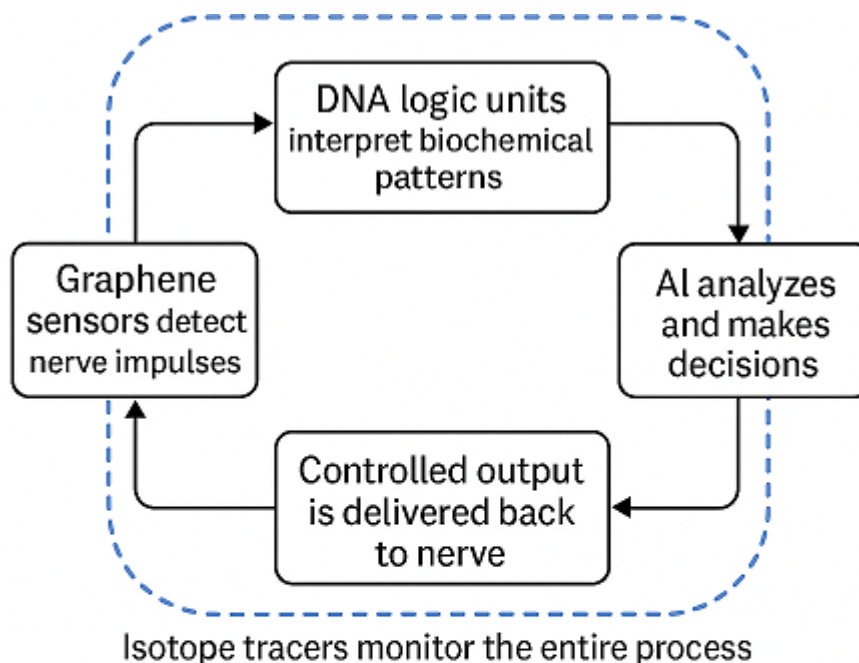 DNA logic units
interpret biochemical
patterns
Graphene
sensors detect
nerve impulses
AI analyzes
and makes
decisions
Controlled output
is delivered back
to nerve
Isotope tracers monitor the entire process